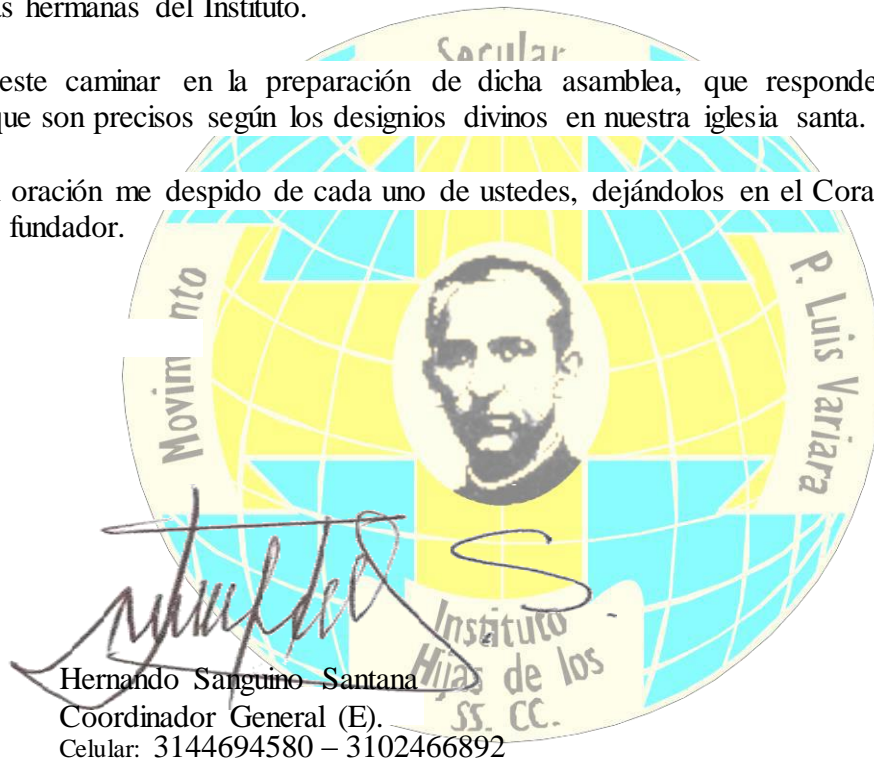 as hermanas del Instituto.
este caminar en la preparación de dicha asamblea, que responde
que son precisos según los designios divinos en nuestra iglesia santa.
oración me despido de cada uno de ustedes, dejándolos en el Cora
fundador.
Secular
Movim nto
P. Luis Variara
Instituto
Hijas de los
SS. CC.
Hernando Sanguino Santana
Coordinador General (E).
Celular: 3144694580 – 3102466892